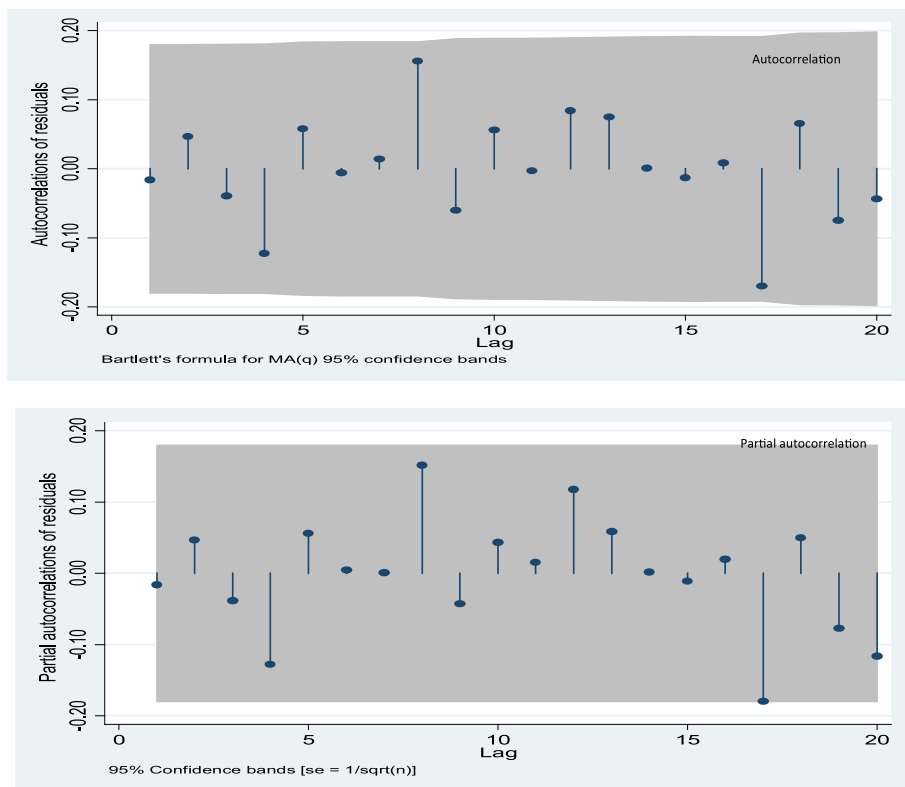 Autocorrelations of residuals
0.20
0.10
0.00
-0.10
-0.20
Autocorrelation
0 5 10 15 20
Lag
Bartlett's formula for MA(q) 95% confidence bands
Partial autocorrelations of residuals
0.20
0.10
0.00
-0.10
-0.20
Partial autocorrelation
0 5 10 15 20
Lag
95% Confidence bands [se = 1/sqrt(n)]